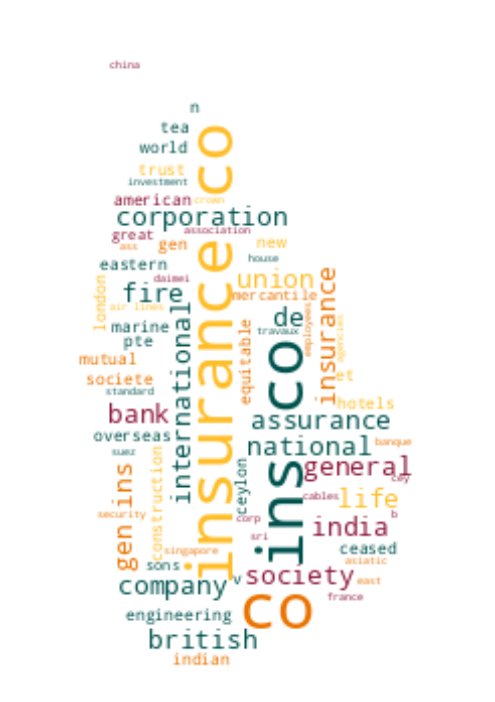 china
n
tea
world
trust
investment
american
crown
corporation
great
association
ass
gen
new
eastern
house
daimei
union
fire
mercantile
insurance co
international
london
air lines
marine
pte
de
travaux
employees
agencies
insurance
equitable
mutual
societe
standard
et
hotels
bank
assurance
overseas
national
banque
suez
general
cey
ins co
gen ins
construction
ceylon
cables
life
security
corp
b
india
sri
singapore
ceased
sons
asiatic
company
v
society
east
france
co
engineering
british
indian